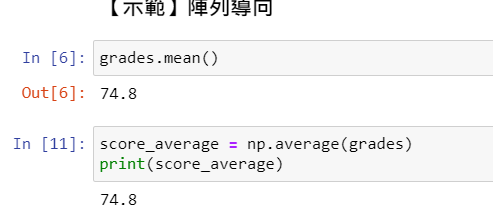 【示範】陣列導向
In [6]: grades.mean()
Out[6]: 74.8
In [11]: score_average = np.average(grades)
print(score_average)
74.8